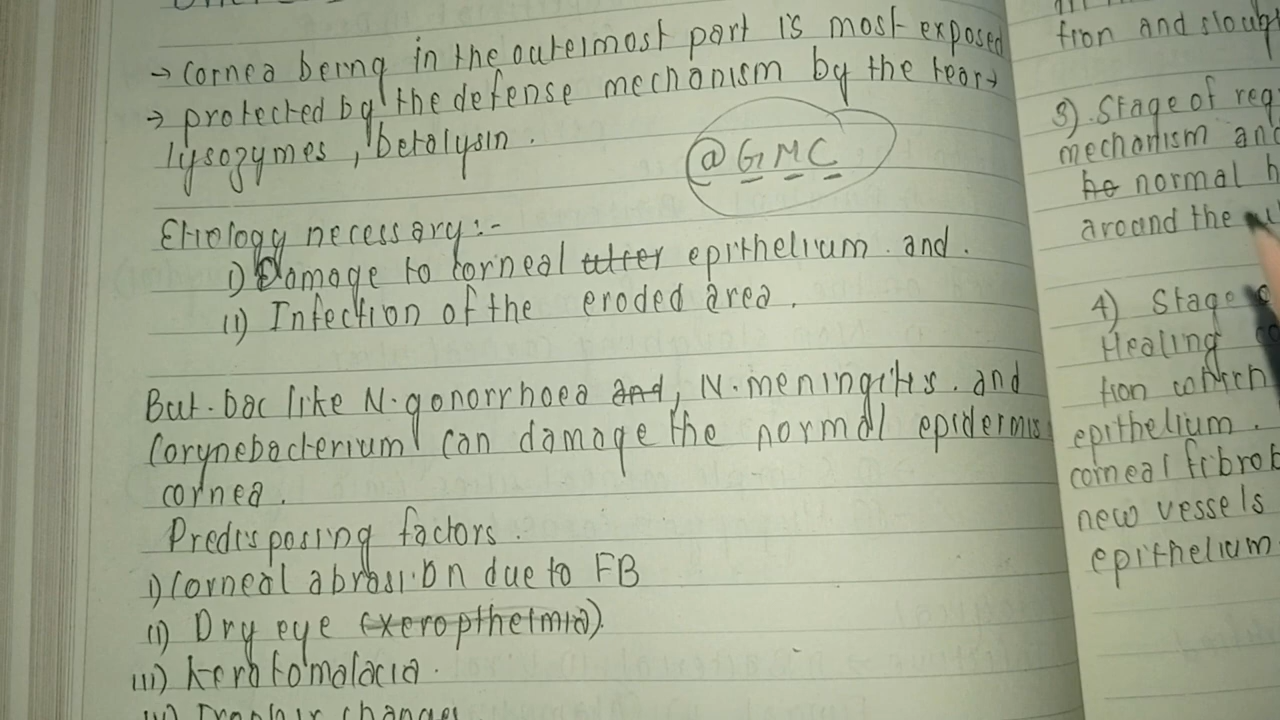 → cornea being in the outermost part is most exposed
→ protected by the defense mechanism by the tear →
lysozymes, betalysin.
@GMC
Etiology necessary:-
i) Damage to corneal epithelium and.
ii) Infection of the eroded area.
But. bac like N. gonorrhoea and, N. meningitis. and
Corynebacterium can damage the normal epidermis
cornea.
Predisposing factors.
i) Corneal abrasion due to FB
ii) Dry eye (xeropthelmia).
iii) Keratomalacia.
changes
tion and slough
3). Stage of reg
mechanism and
he normal h
around the ul
4) Stage o
Healing
tion which
epithelium.
corneal fibrob
new vessels
epithelium